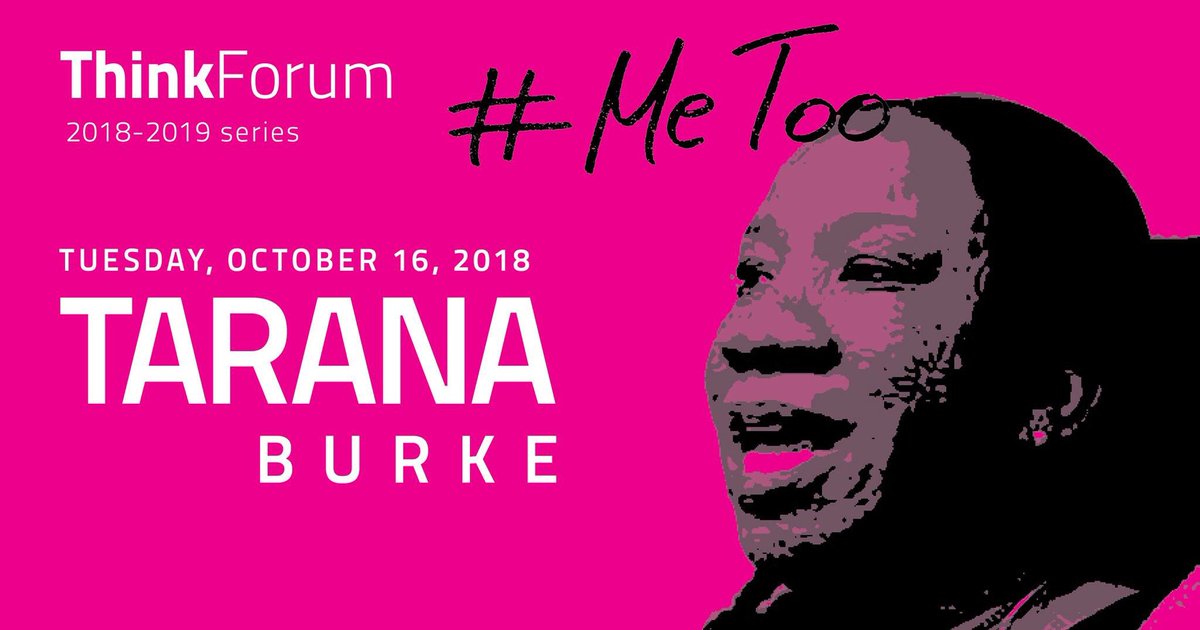 ThinkForum
2018-2019 series
#MeToo
TUESDAY, OCTOBER 16, 2018
TARANA
BURKE